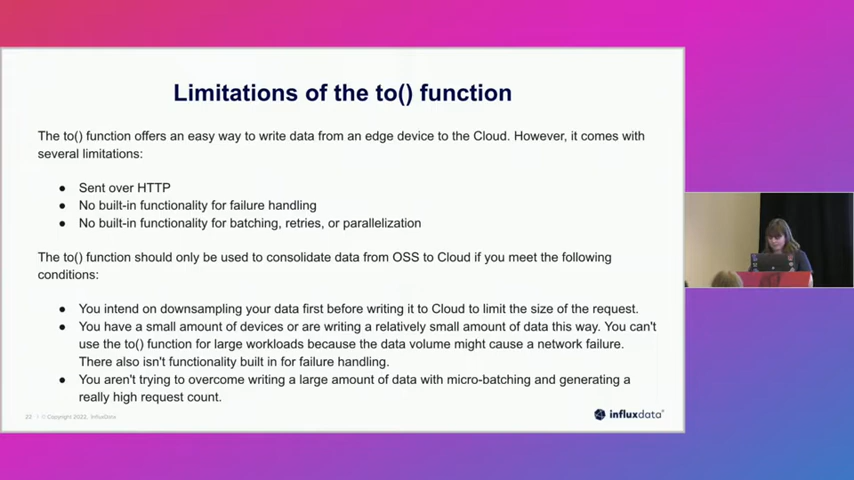 Limitations of the to() function
The to() function offers an easy way to write data from an edge device to the Cloud. However, it comes with
several limitations:
● Sent over HTTP
● No built-in functionality for failure handling
● No built-in functionality for batching, retries, or parallelization
The to() function should only be used to consolidate data from OSS to Cloud if you meet the following
conditions:
● You intend on downsampling your data first before writing it to Cloud to limit the size of the request.
● You have a small amount of devices or are writing a relatively small amount of data this way. You can't
use the to() function for large workloads because the data volume might cause a network failure.
There also isn't functionality built in for failure handling.
● You aren't trying to overcome writing a large amount of data with micro-batching and generating a
really high request count.
22 | © Copyright 2022, InfluxData
influxdata